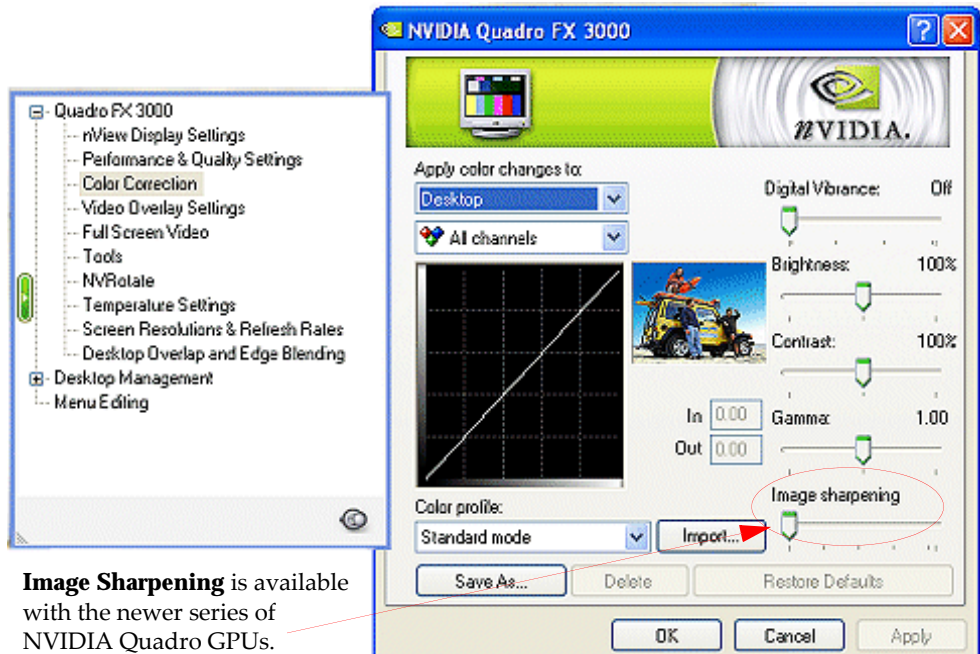 NVIDIA Quadro FX 3000
nVIDIA.
Quadro FX 3000
nView Display Settings
Performance & Quality Settings
Color Correction
Video Overlay Settings
Full Screen Video
Tools
NVRotate
Temperature Settings
Screen Resolutions & Refresh Rates
Desktop Overlap and Edge Blending
Desktop Management
Menu Editing
Apply color changes to:
Desktop
All channels
Digital Vibrance: Off
Brightness: 100%
Contrast: 100%
In 0.00
Out 0.00
Gamma: 1.00
Image sharpening
Color profile:
Standard mode
Import...
Save As...
Delete
Restore Defaults
OK
Cancel
Apply
Image Sharpening is available
with the newer series of
NVIDIA Quadro GPUs.